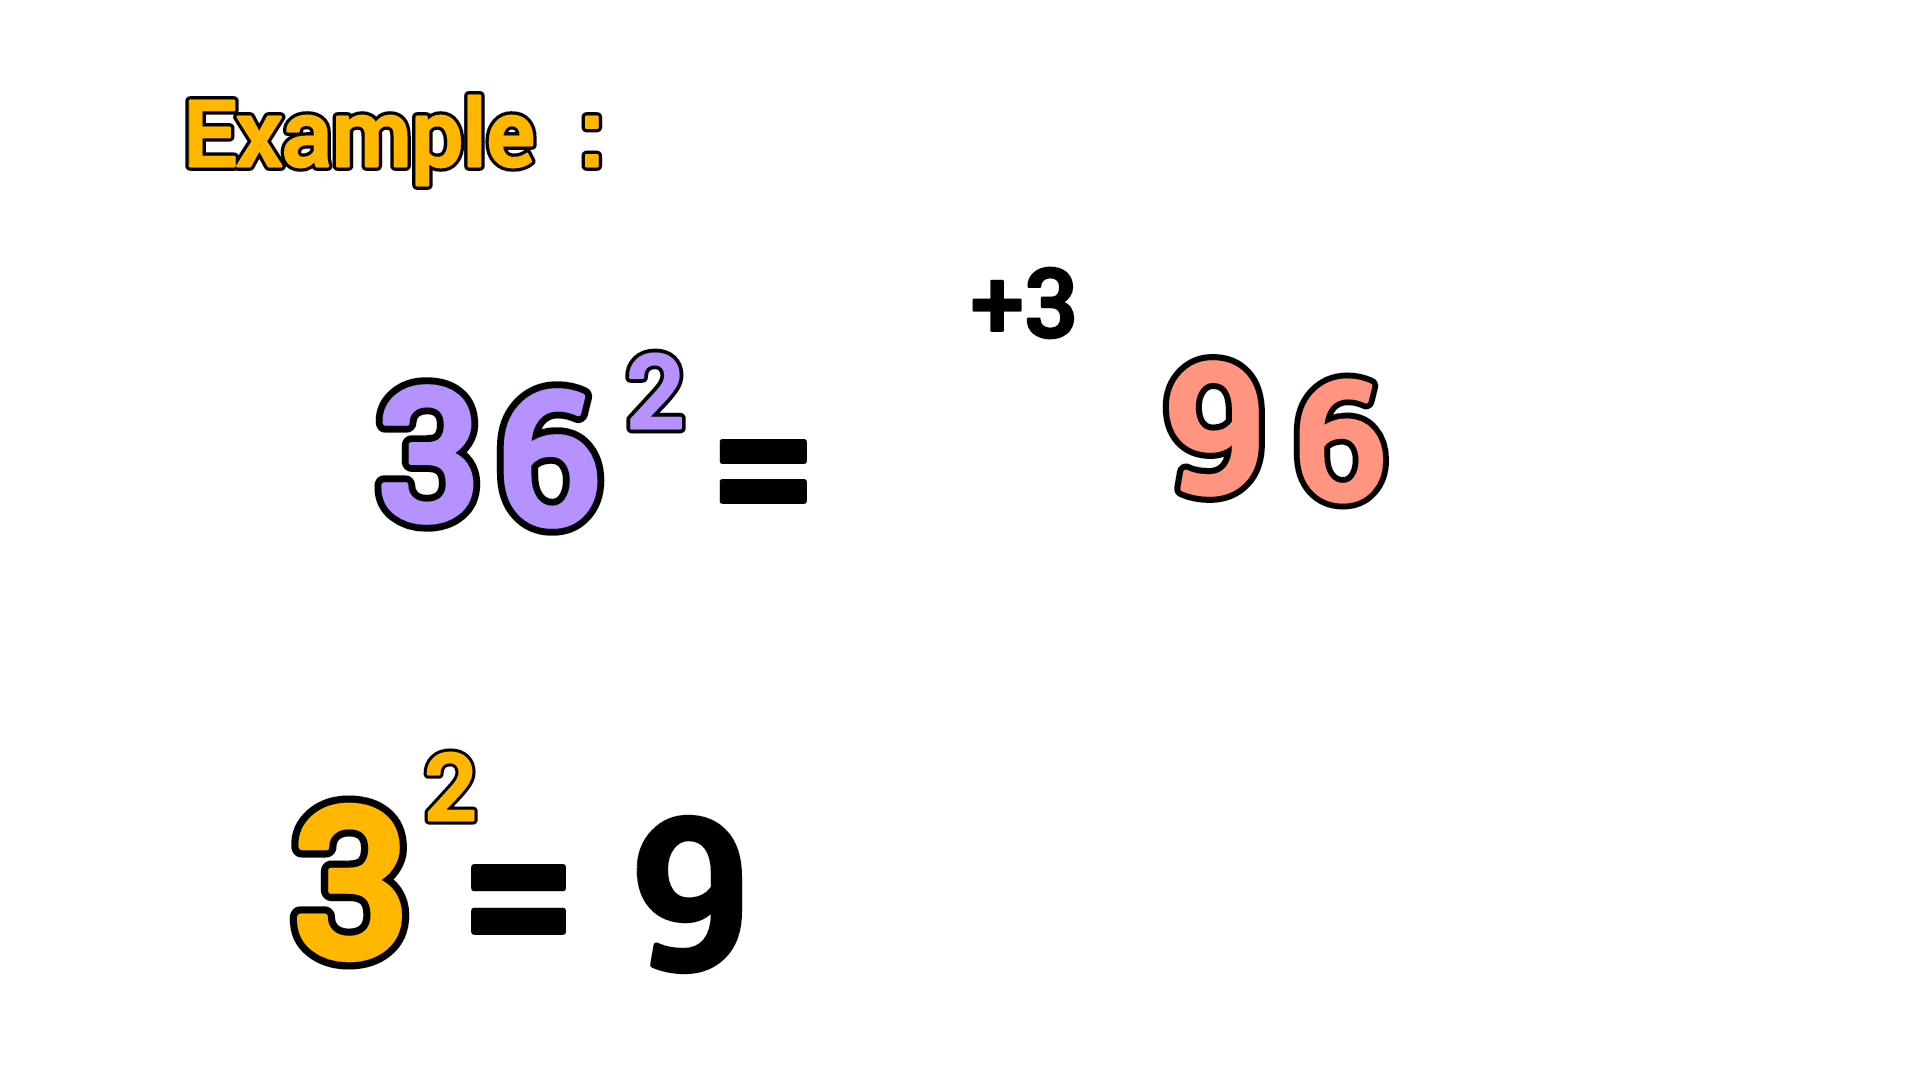 Example :
+3
36² = 96
3² = 9